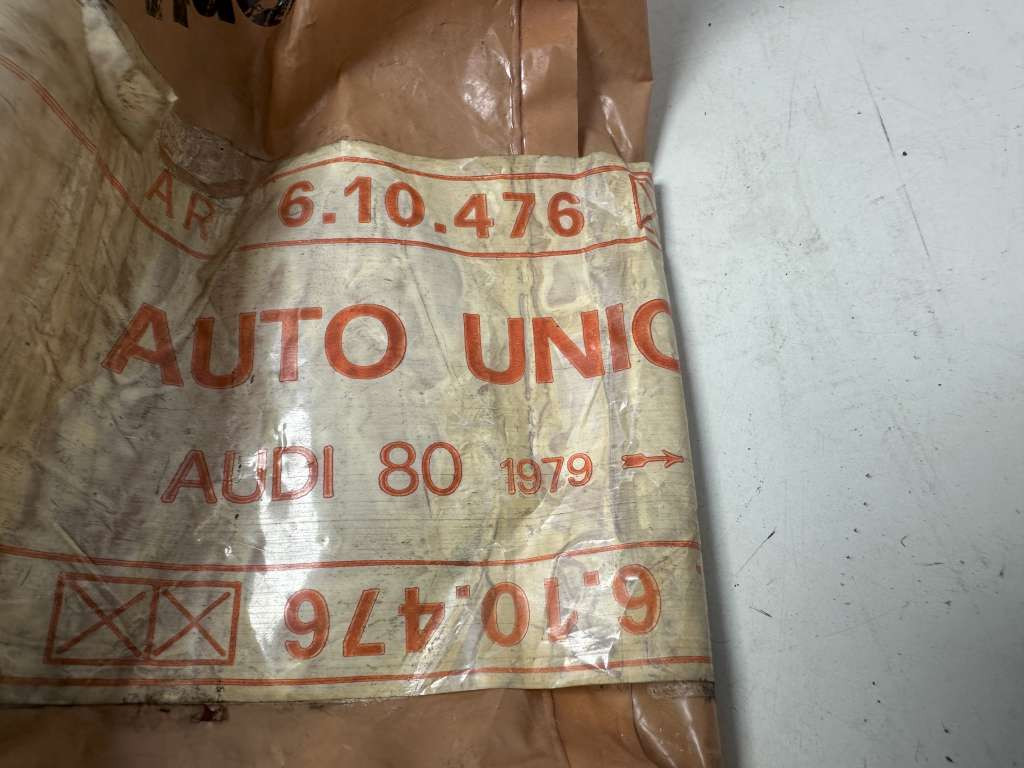 AR 6.10.476
AUTO UNIO
AUDI 80 1979 →
6.10.476